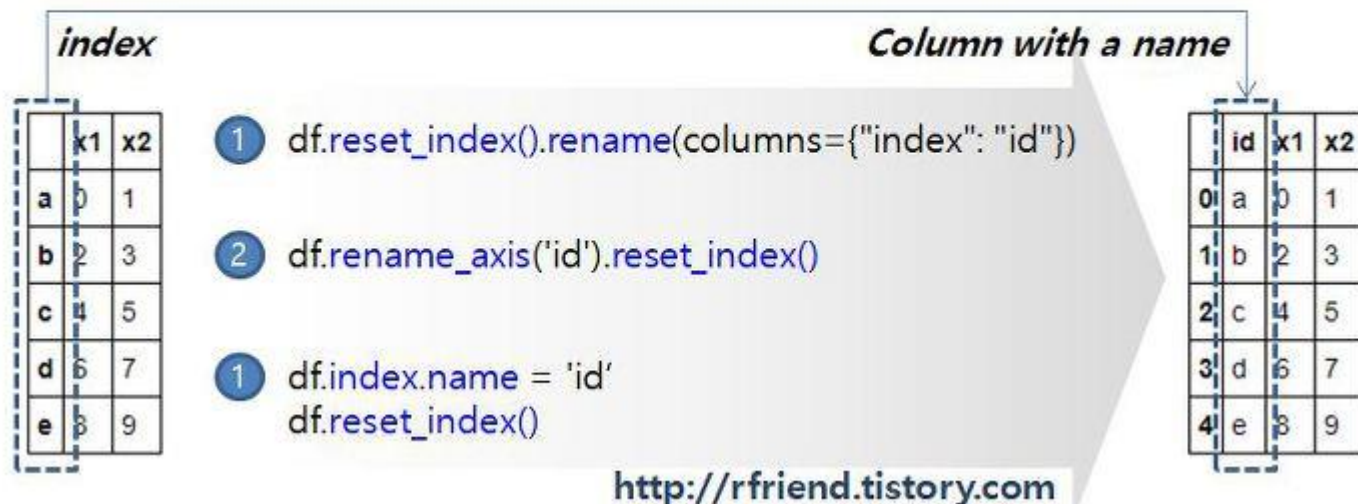 index
Column with a name
x1 x2
a 0 1
b 2 3
c 4 5
d 6 7
e 8 9
1 df.reset_index().rename(columns={"index": "id"})
2 df.rename_axis('id').reset_index()
1 df.index.name = 'id‘
df.reset_index()
id x1 x2
0 a 0 1
1 b 2 3
2 c 4 5
3 d 6 7
4 e 8 9
http://rfriend.tistory.com